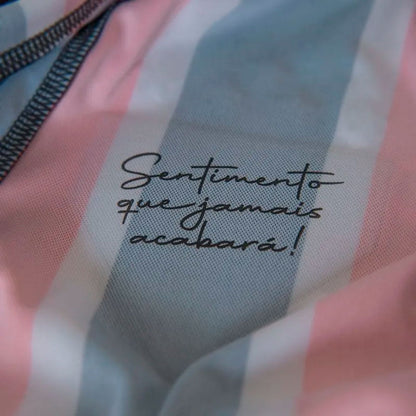 Sentimento
que jamais
acabará!